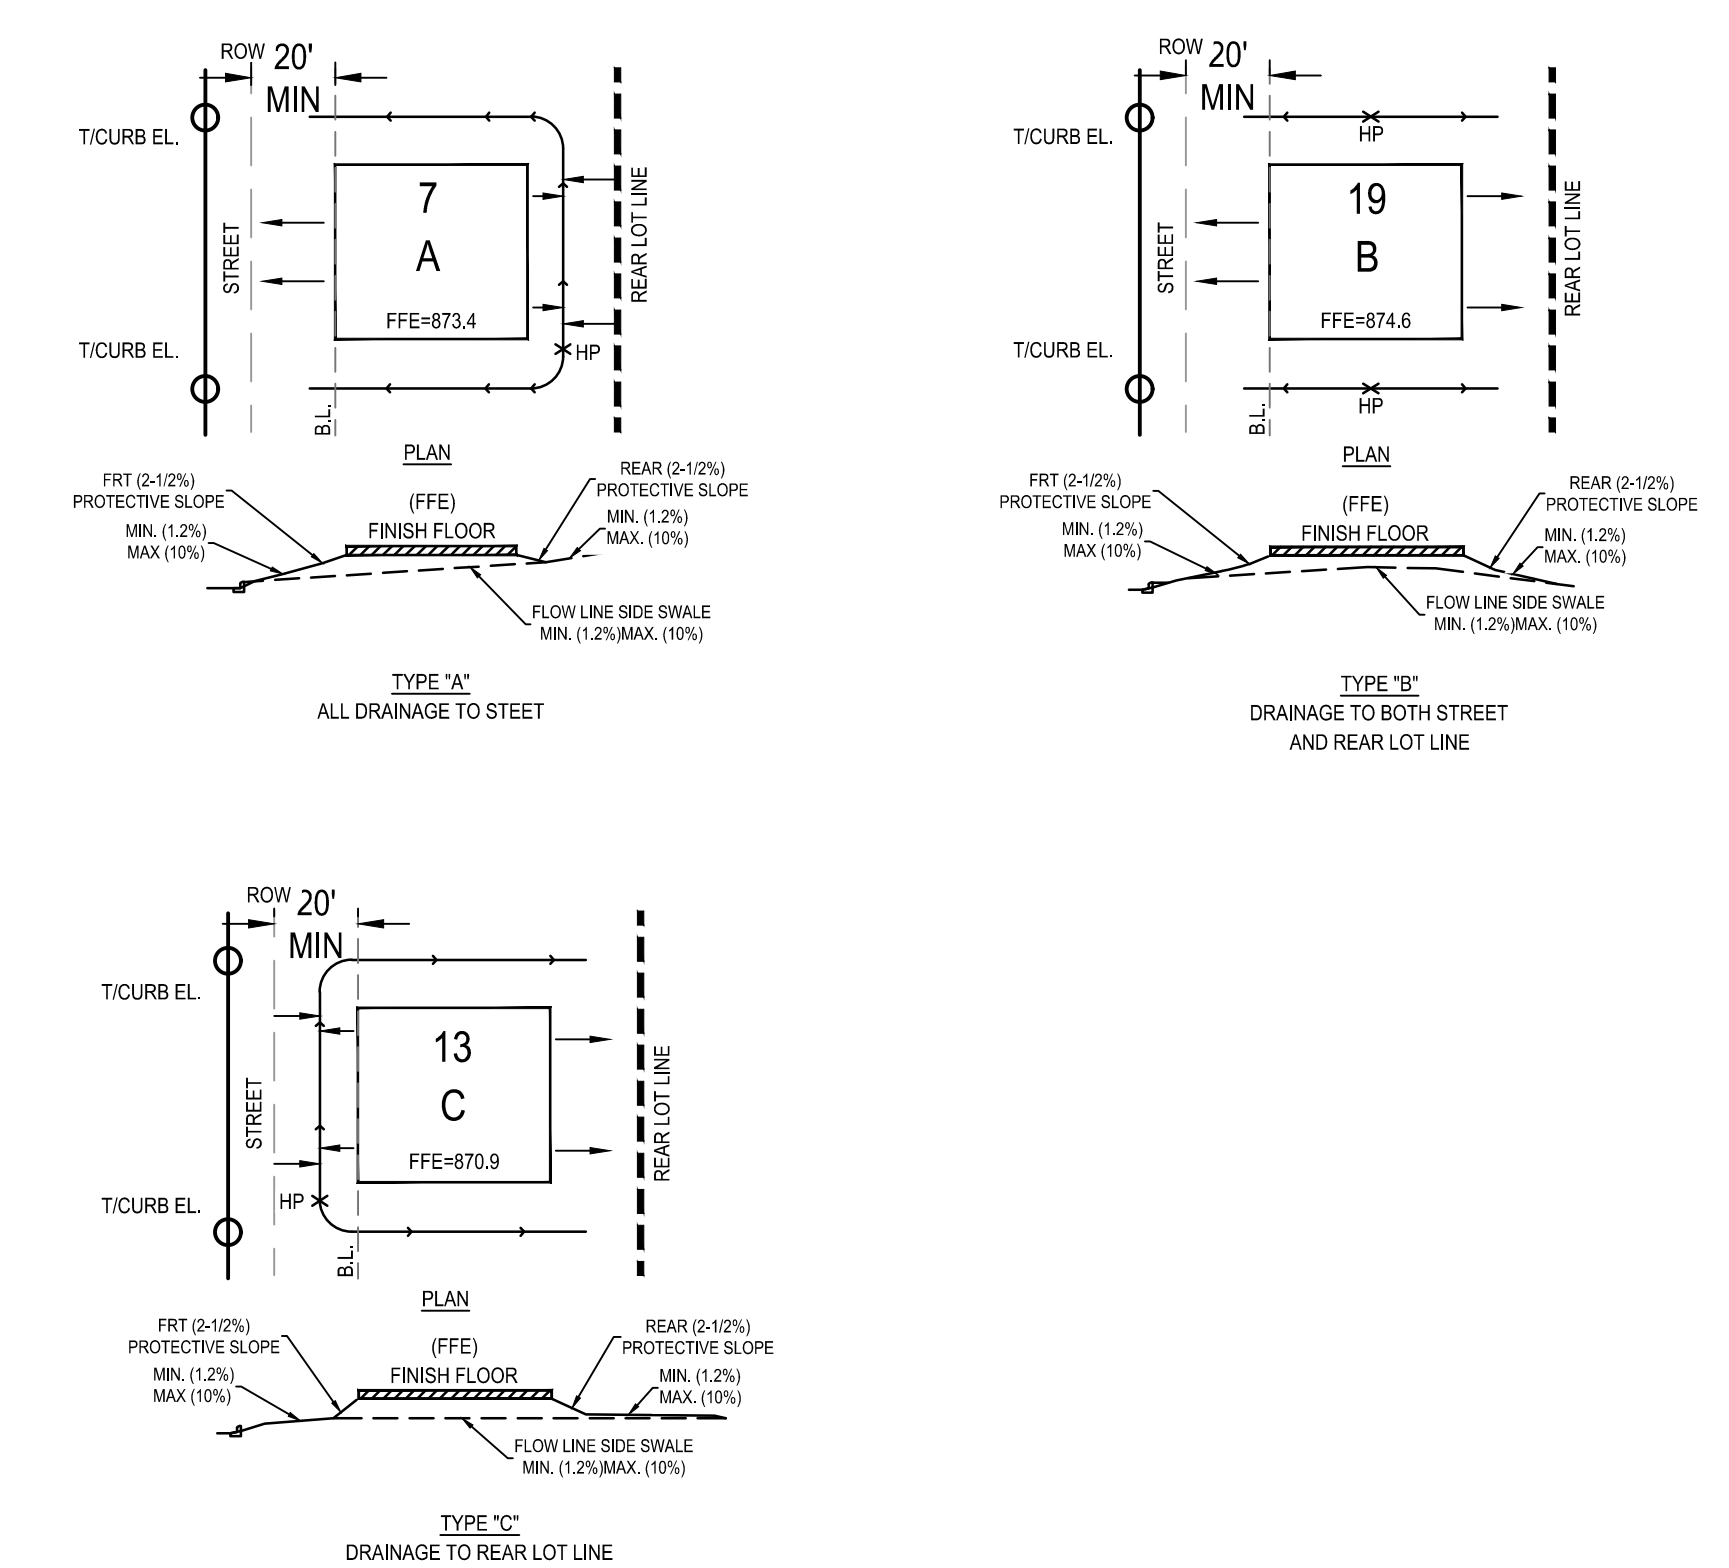 ROW 20'
MIN
T/CURB EL.
7
A
FFE=873.4
STREET
REAR LOT LINE
T/CURB EL.
HP
B.L.
PLAN
FRT (2-1/2%)
PROTECTIVE SLOPE
MIN. (1.2%)
MAX (10%)
(FFE)
FINISH FLOOR
REAR (2-1/2%)
PROTECTIVE SLOPE
MIN. (1.2%)
MAX. (10%)
FLOW LINE SIDE SWALE
MIN. (1.2%)MAX. (10%)
TYPE "A"
ALL DRAINAGE TO STEET
ROW 20'
MIN
T/CURB EL.
HP
19
B
FFE=874.6
STREET
REAR LOT LINE
T/CURB EL.
HP
B.L.
PLAN
FRT (2-1/2%)
PROTECTIVE SLOPE
MIN. (1.2%)
MAX (10%)
(FFE)
FINISH FLOOR
REAR (2-1/2%)
PROTECTIVE SLOPE
MIN. (1.2%)
MAX. (10%)
FLOW LINE SIDE SWALE
MIN. (1.2%)MAX. (10%)
TYPE "B"
DRAINAGE TO BOTH STREET
AND REAR LOT LINE
ROW 20'
MIN
T/CURB EL.
13
C
FFE=870.9
STREET
REAR LOT LINE
T/CURB EL.
HP
B.L.
PLAN
FRT (2-1/2%)
PROTECTIVE SLOPE
MIN. (1.2%)
MAX (10%)
(FFE)
FINISH FLOOR
REAR (2-1/2%)
PROTECTIVE SLOPE
MIN. (1.2%)
MAX. (10%)
FLOW LINE SIDE SWALE
MIN. (1.2%)MAX. (10%)
TYPE "C"
DRAINAGE TO REAR LOT LINE